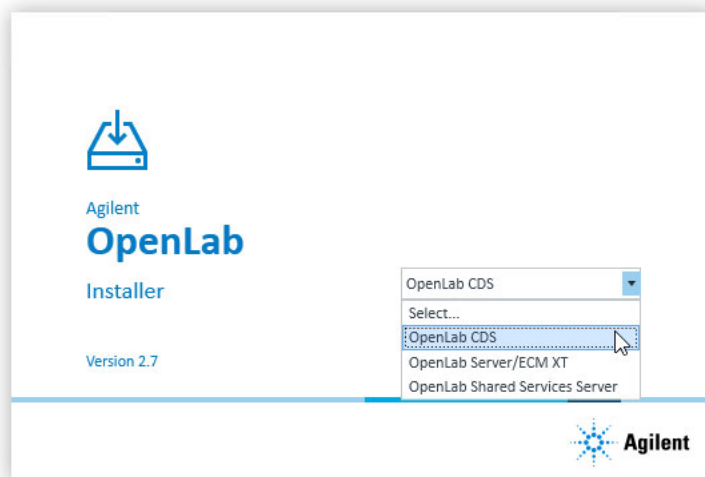 Agilent
OpenLab
Installer
Version 2.7
OpenLab CDS
Select...
OpenLab CDS
OpenLab Server/ECM XT
OpenLab Shared Services Server
Agilent